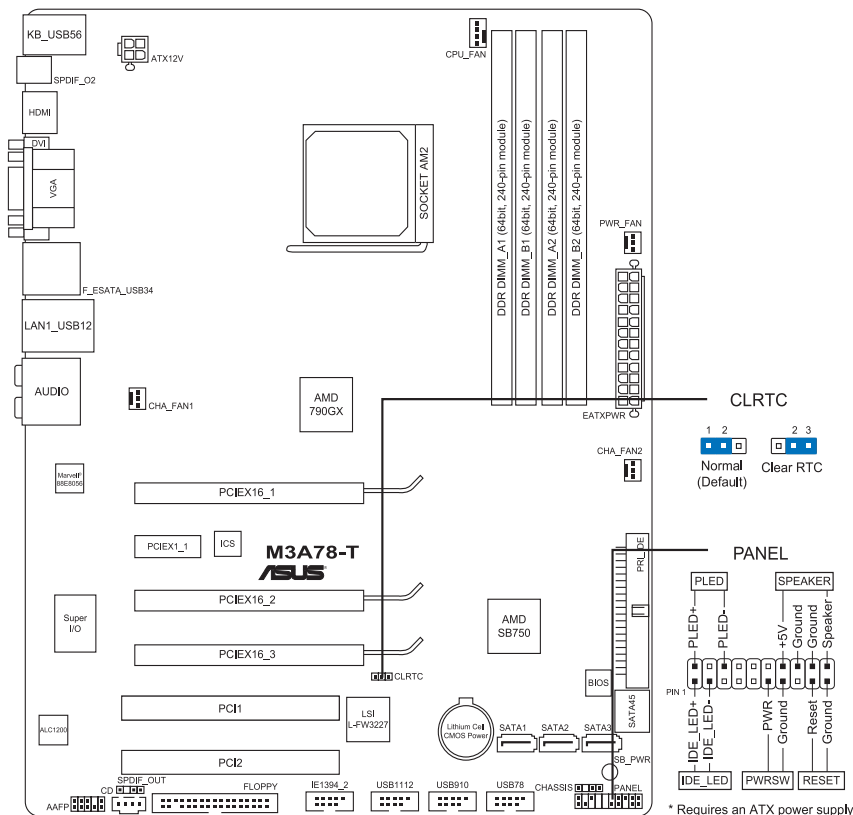 KB_USB56
SPDIF_O2
HDMI
DVI
VGA
F_ESATA_USB34
LAN1_USB12
AUDIO
ATX12V
CPU_FAN
SOCKET AM2
DDR DIMM_A1 (64bit, 240-pin module)
DDR DIMM_B1 (64bit, 240-pin module)
DDR DIMM_A2 (64bit, 240-pin module)
DDR DIMM_B2 (64bit, 240-pin module)
PWR_FAN
EATXPWR
CHA_FAN1
AMD
790GX
CHA_FAN2
CLRTC
1 2
2 3
Normal
(Default)
Clear RTC
Marvell®
88E8056
PCIEX16_1
PCIEX1_1
ICS
M3A78-T
ASUS
PRI_IDE
PANEL
PLED
SPEAKER
PLED+
PLED-
+5V
Ground
Ground
Speaker
PIN 1
IDE_LED+
IDE_LED-
PWR
Ground
Reset
Ground
IDE_LED
PWRSW
RESET
* Requires an ATX power supply
Super
I/O
PCIEX16_2
PCIEX16_3
AMD
SB750
CLRTC
BIOS
SATA45
PCI1
LSI
L-FW3227
Lithium Cell
CMOS Power
SATA1
SATA2
SATA3
ALC1200
PCI2
SB_PWR
SPDIF_OUT
CD
AAFP
FLOPPY
IE1394_2
USB1112
USB910
USB78
CHASSIS
PANEL